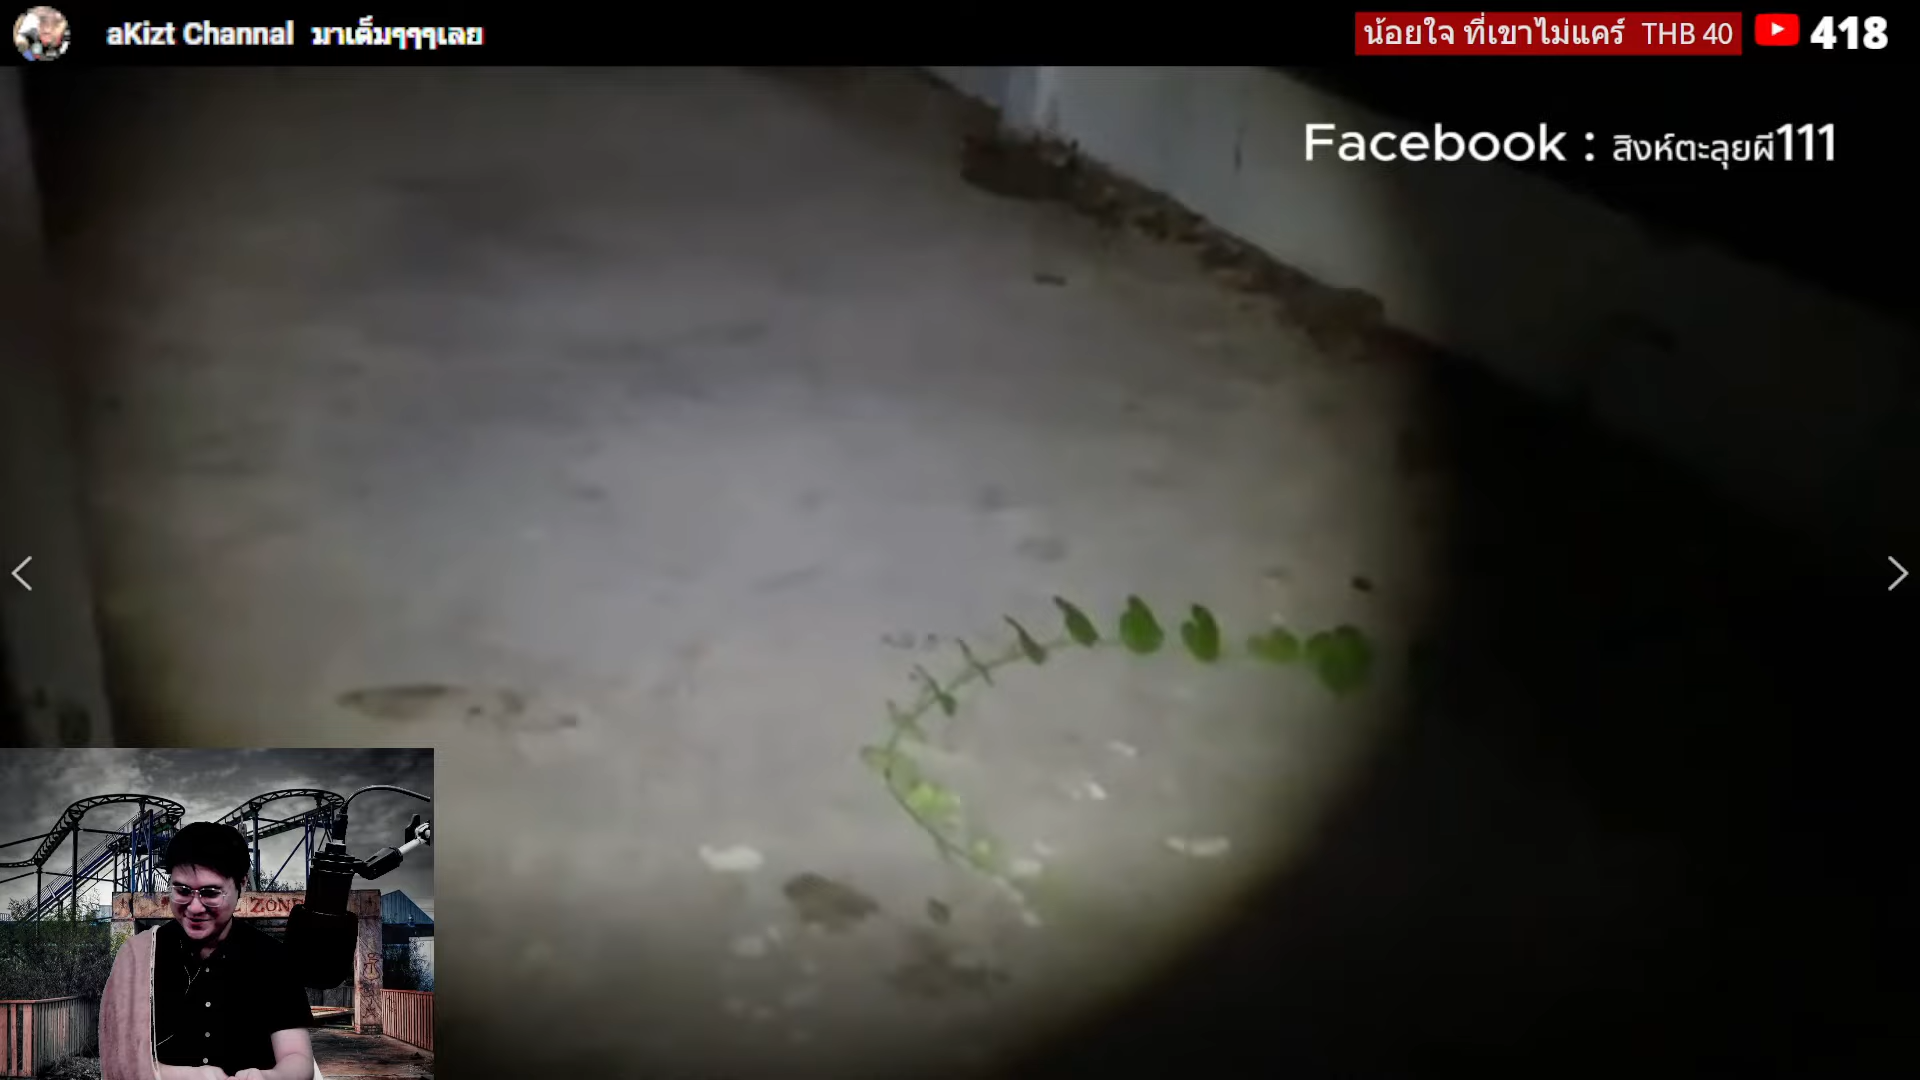 aKizt Channal มาเต็มๆๆๆเลย
น้อยใจ ที่เขาไม่แคร์ THB 40
418
Facebook : สิงห์ตะลุยผี111
ZONE